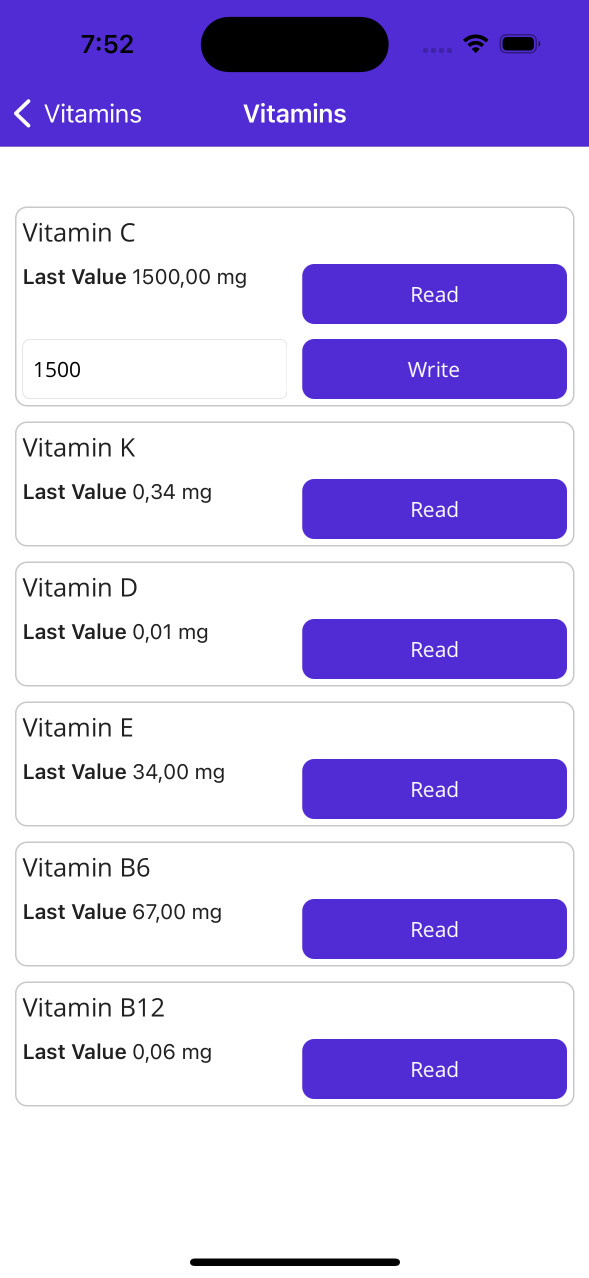 7:52
Vitamins Vitamins
Vitamin C
Last Value 1500,00 mg
Read
1500
Write
Vitamin K
Last Value 0,34 mg
Read
Vitamin D
Last Value 0,01 mg
Read
Vitamin E
Last Value 34,00 mg
Read
Vitamin B6
Last Value 67,00 mg
Read
Vitamin B12
Last Value 0,06 mg
Read